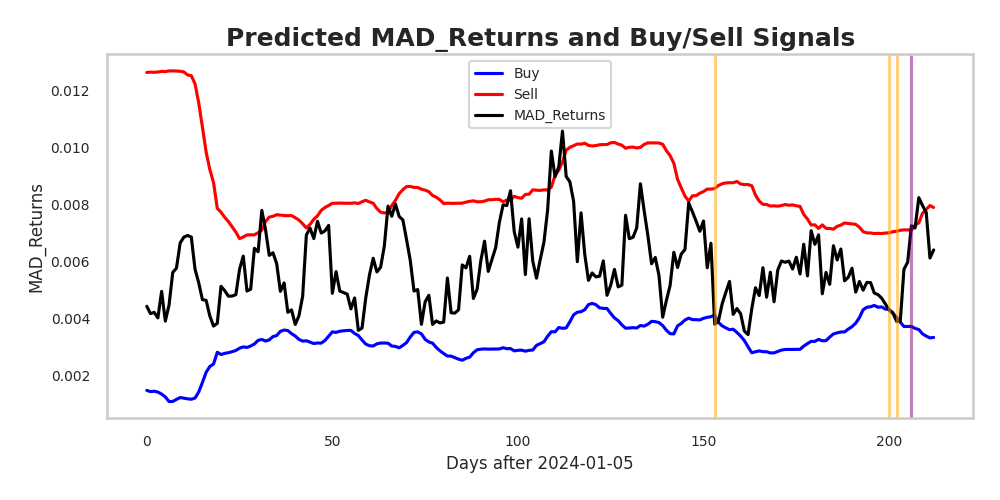 Predicted MAD_Returns and Buy/Sell Signals
MAD_Returns
0.012
0.010
0.008
0.006
0.004
0.002
Buy
Sell
MAD_Returns
0
50
100
150
200
Days after 2024-01-05